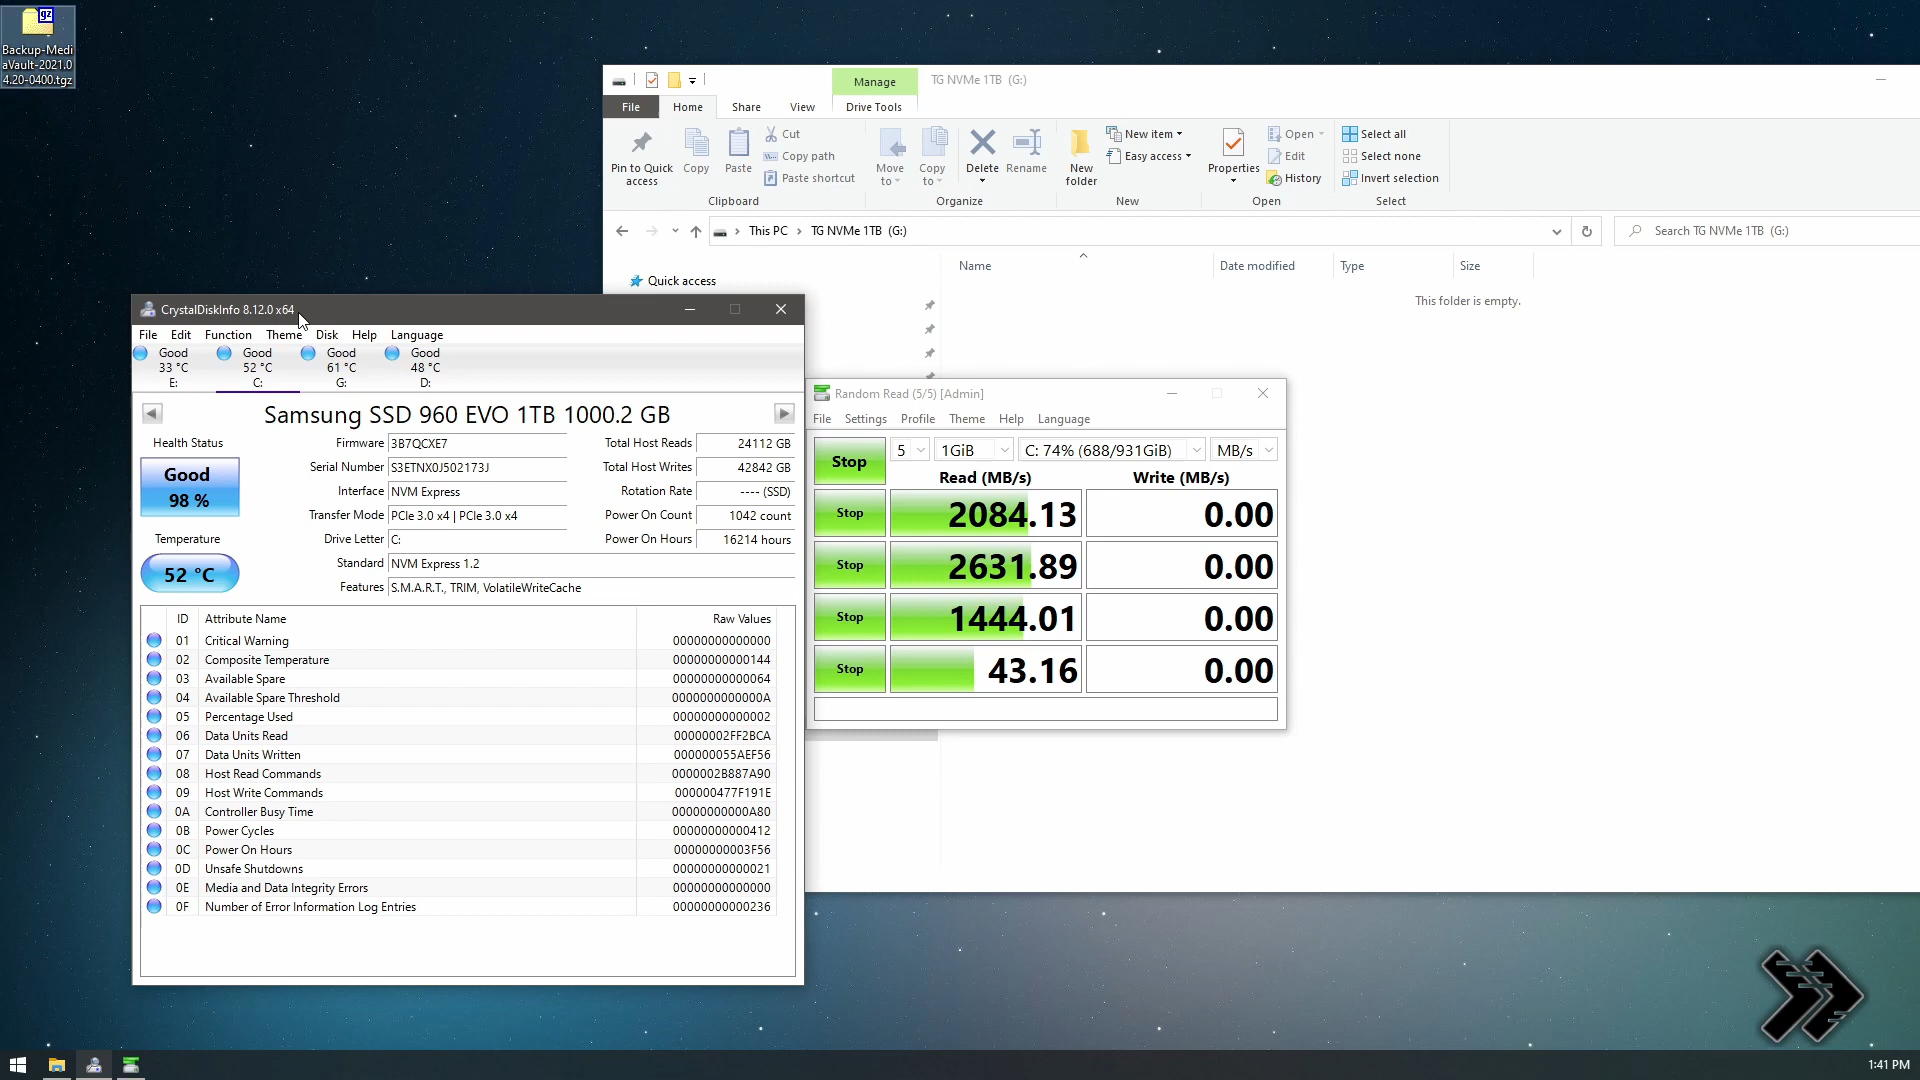 gz
Backup-Medi
aVault-2021.0
4.20-0400.tgz
Manage
TG NVMe 1TB (G:)
File
Home
Share
View
Drive Tools
Pin to Quick
access
Copy
Paste
Cut
Copy path
Paste shortcut
Move
to
Copy
to
Delete
Rename
New
folder
New item
Easy access
Properties
Open
Edit
History
Select all
Select none
Invert selection
Clipboard
Organize
New
Open
Select
This PC
TG NVMe 1TB (G:)
Search TG NVMe 1TB (G:)
Name
Date modified
Type
Size
Quick access
This folder is empty.
CrystalDiskInfo 8.12.0 x64
File Edit Function Theme Disk Help Language
Good
33 °C
E:
Good
52 °C
C:
Good
61 °C
G:
Good
48 °C
D:
Samsung SSD 960 EVO 1TB 1000.2 GB
Health Status
Good
98 %
Temperature
52 °C
Firmware 3B7QCXE7
Serial Number S3ETNX0J502173J
Interface NVM Express
Transfer Mode PCIe 3.0 x4 | PCIe 3.0 x4
Drive Letter C:
Standard NVM Express 1.2
Features S.M.A.R.T., TRIM, VolatileWriteCache
Total Host Reads 24112 GB
Total Host Writes 42842 GB
Rotation Rate ---- (SSD)
Power On Count 1042 count
Power On Hours 16214 hours
ID Attribute Name Raw Values
01 Critical Warning 00000000000000
02 Composite Temperature 00000000000144
03 Available Spare 00000000000064
04 Available Spare Threshold 0000000000000A
05 Percentage Used 00000000000002
06 Data Units Read 00000002FF2BCA
07 Data Units Written 000000055AEF56
08 Host Read Commands 0000002B887A90
09 Host Write Commands 000000477F191E
0A Controller Busy Time 00000000000A80
0B Power Cycles 00000000000412
0C Power On Hours 00000000003F56
0D Unsafe Shutdowns 00000000000021
0E Media and Data Integrity Errors 00000000000000
0F Number of Error Information Log Entries 00000000000236
Random Read (5/5) [Admin]
File Settings Profile Theme Help Language
Stop
5
1GiB
C: 74% (688/931GiB)
MB/s
Read (MB/s) Write (MB/s)
Stop 2084.13 0.00
Stop 2631.89 0.00
Stop 1444.01 0.00
Stop 43.16 0.00
1:41 PM